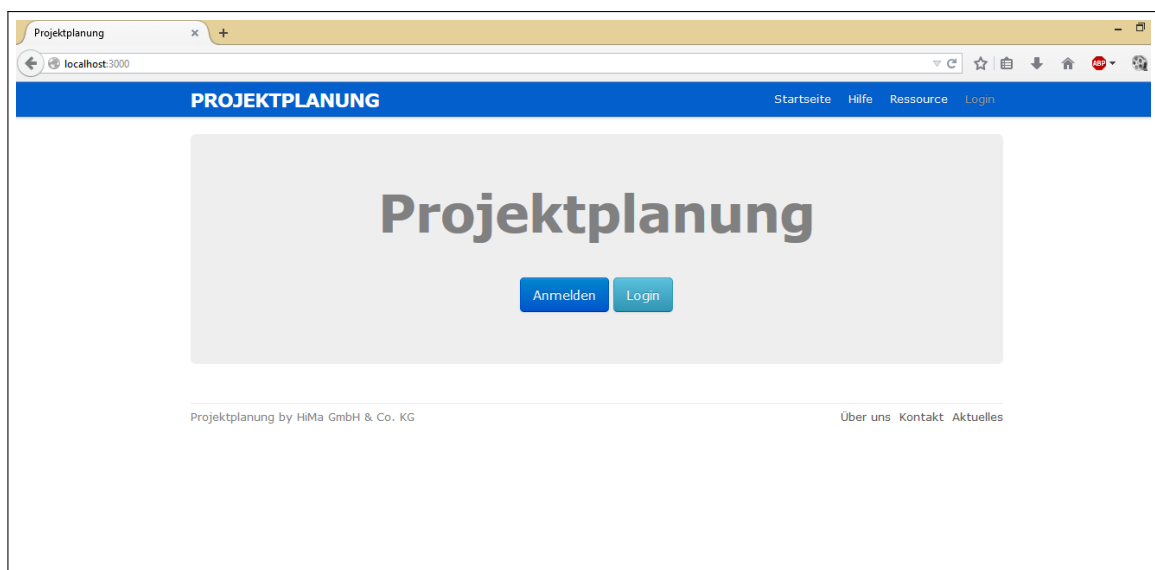 Projektplanung
localhost:3000
ABP
PROJEKTPLANUNG Startseite Hilfe Ressource Login
Projektplanung
Anmelden Login
Projektplanung by HiMa GmbH & Co. KG Über uns Kontakt Aktuelles